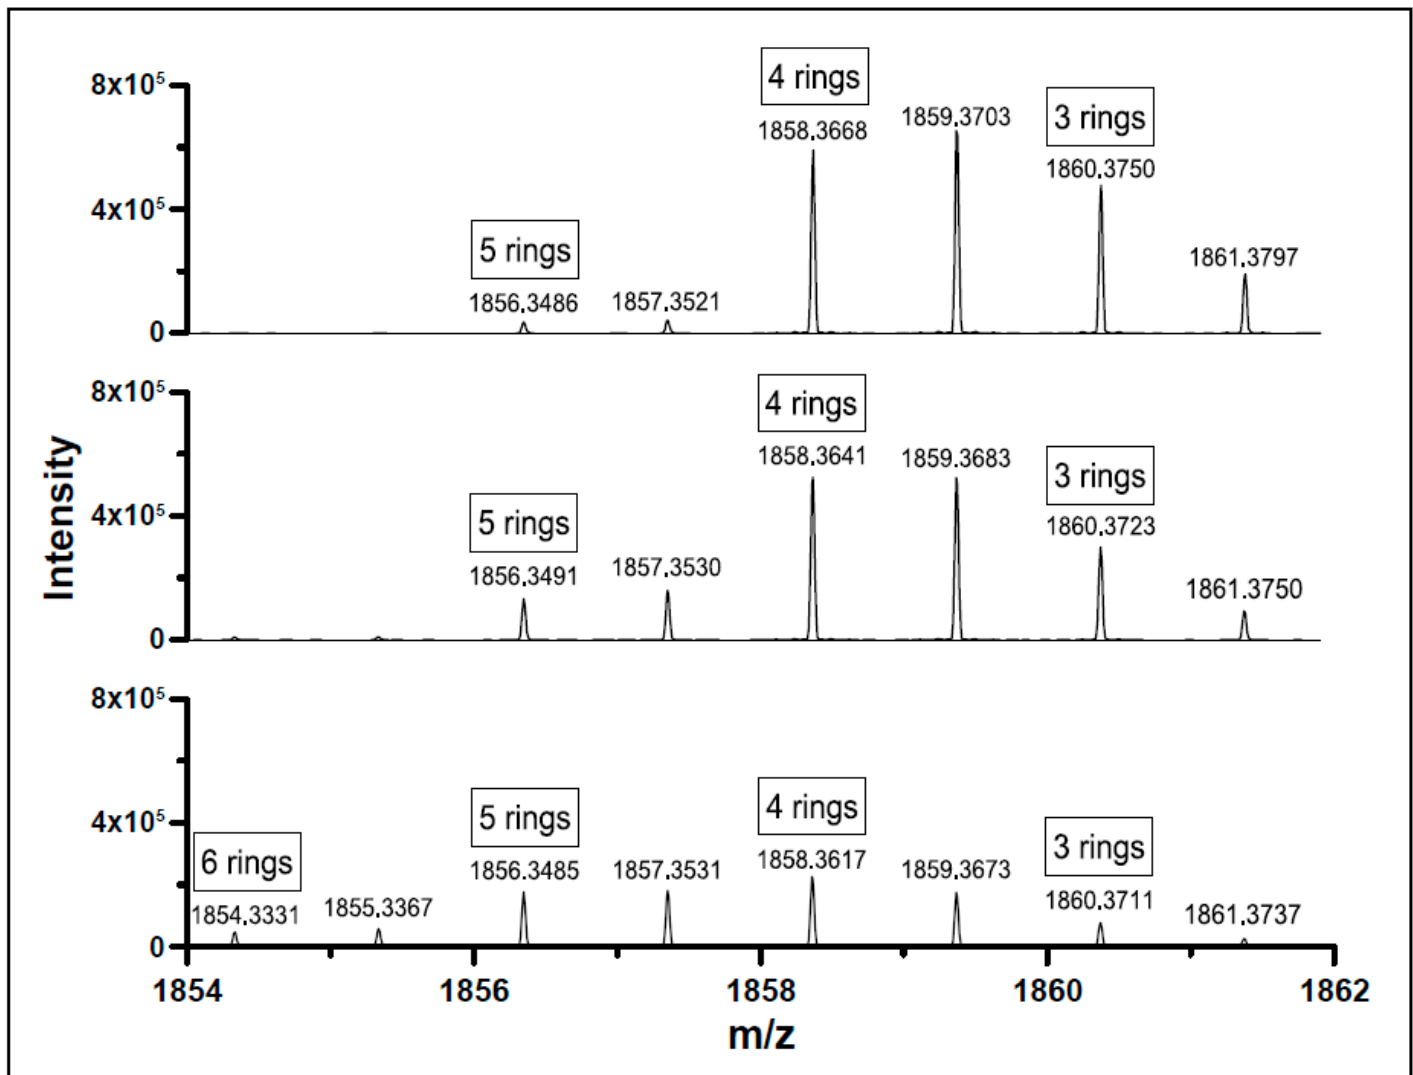 8x10⁵
4 rings
1858.3668
1859.3703
3 rings
1860.3750
4x10⁵
5 rings
1856.3486
1857.3521
1861.3797
0
8x10⁵
4 rings
1858.3641
1859.3683
3 rings
1860.3723
4x10⁵
5 rings
1856.3491
1857.3530
1861.3750
0
Intensity
8x10⁵
4x10⁵
6 rings
1854.3331
1855.3367
5 rings
1856.3485
1857.3531
4 rings
1858.3617
1859.3673
3 rings
1860.3711
1861.3737
0
1854 1856 1858 1860 1862
m/z